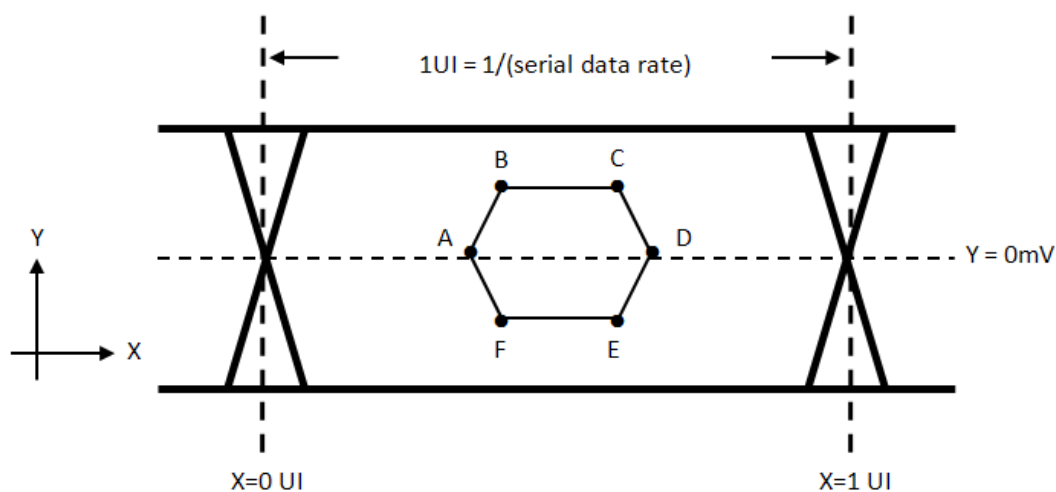 1UI = 1/(serial data rate)
B
C
A
D
Y
Y = 0mV
X
F
E
X=0 UI
X=1 UI